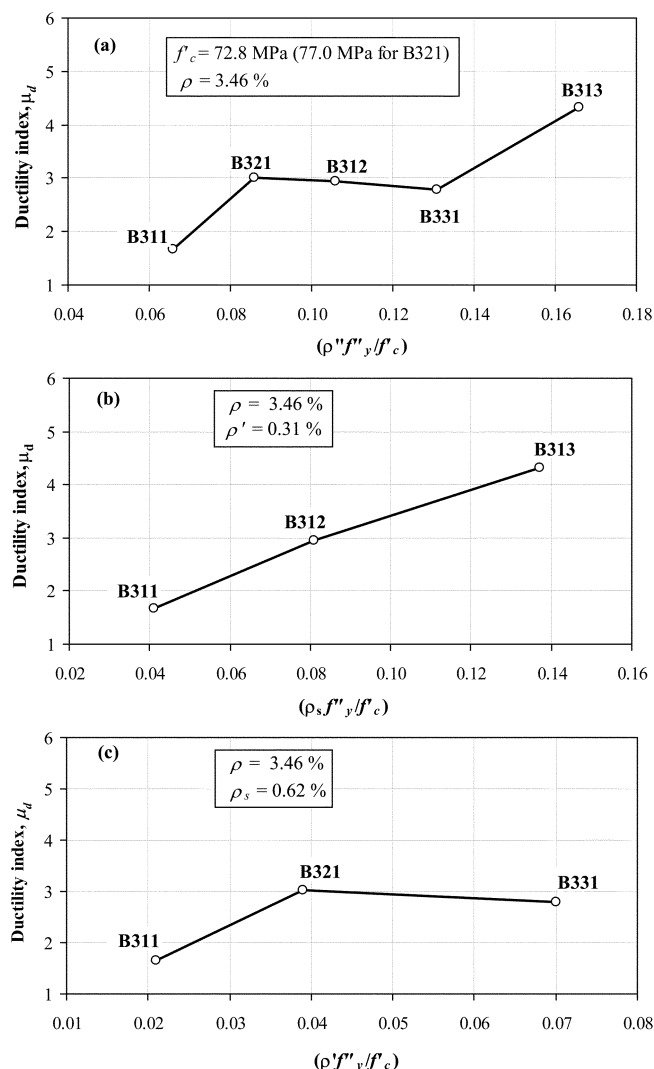 (a)
f'c = 72.8 MPa (77.0 MPa for B321)
ρ = 3.46 %
Ductility index, μd
6
5
4
3
2
1
B311
B321
B312
B331
B313
0.04 0.06 0.08 0.10 0.12 0.14 0.16 0.18
(ρ"f"y/f'c)
(b)
ρ = 3.46 %
ρ' = 0.31 %
Ductility index, μd
6
5
4
3
2
1
B311
B312
B313
0.02 0.04 0.06 0.08 0.10 0.12 0.14 0.16
(ρs f"y/f'c)
(c)
ρ = 3.46 %
ρs = 0.62 %
Ductility index, μd
6
5
4
3
2
1
B311
B321
B331
0.01 0.02 0.03 0.04 0.05 0.06 0.07 0.08
(ρ'f"y/f'c)